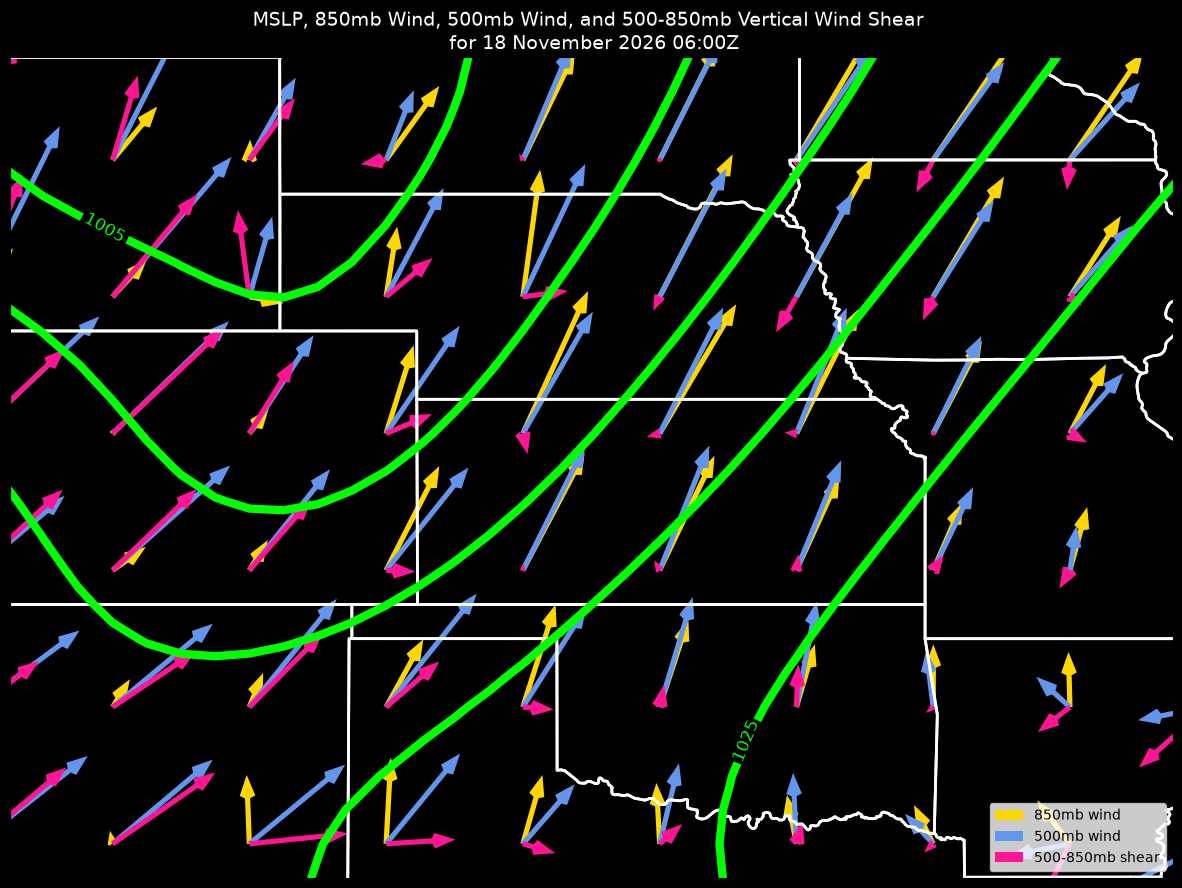 MSLP, 850mb Wind, 500mb Wind, and 500-850mb Vertical Wind Shear
for 18 November 2026 06:00Z
1005
1025
850mb wind
500mb wind
500-850mb shear